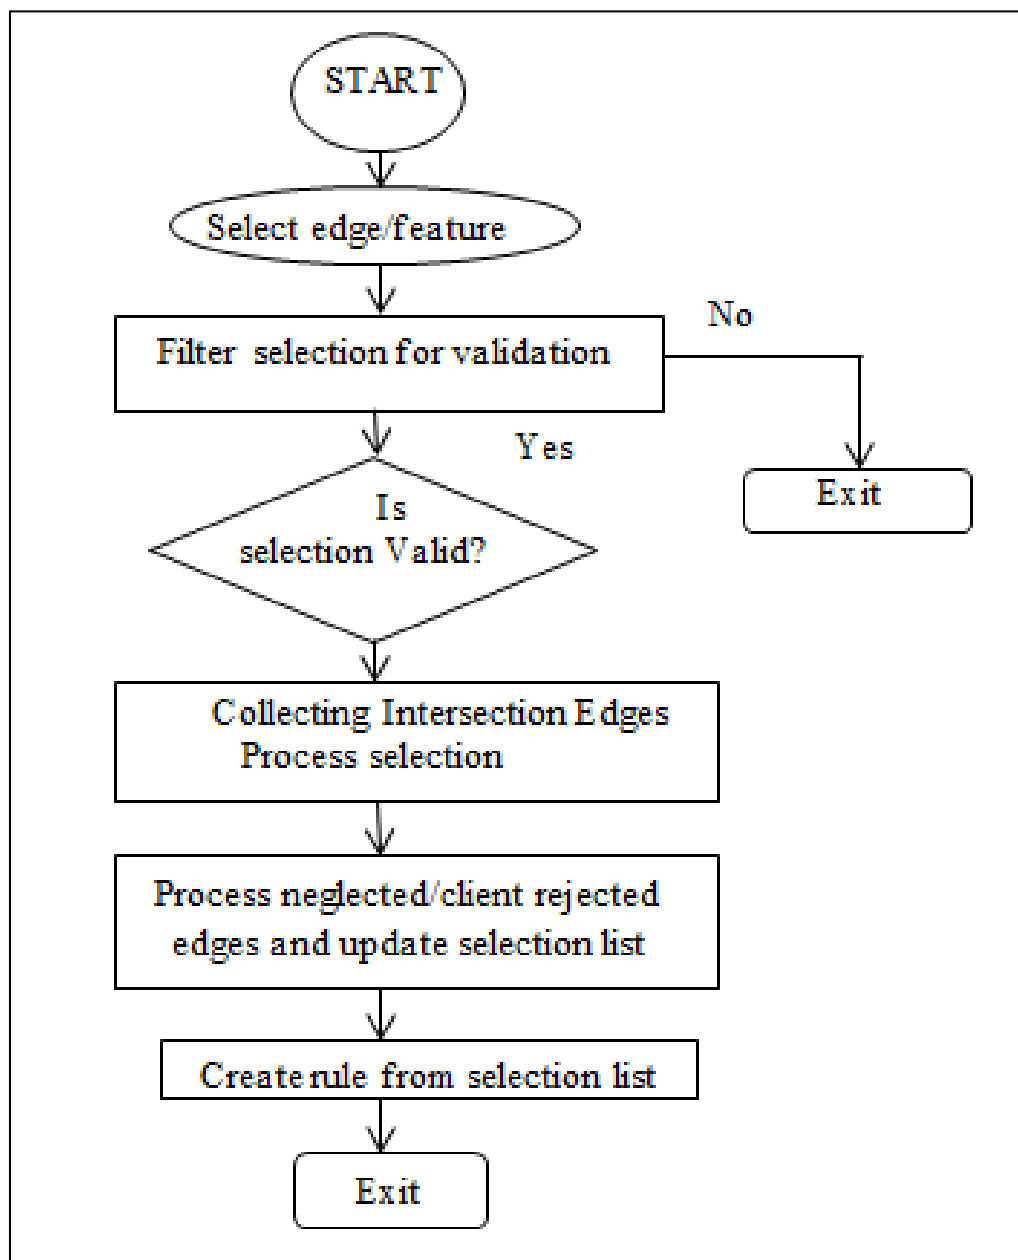 START
Select edge/feature
No
Filter selection for validation
Yes
Exit
Is
selection Valid?
Collecting Intersection Edges
Process selection
Process neglected/client rejected
edges and update selection list
Create rule from selection list
Exit